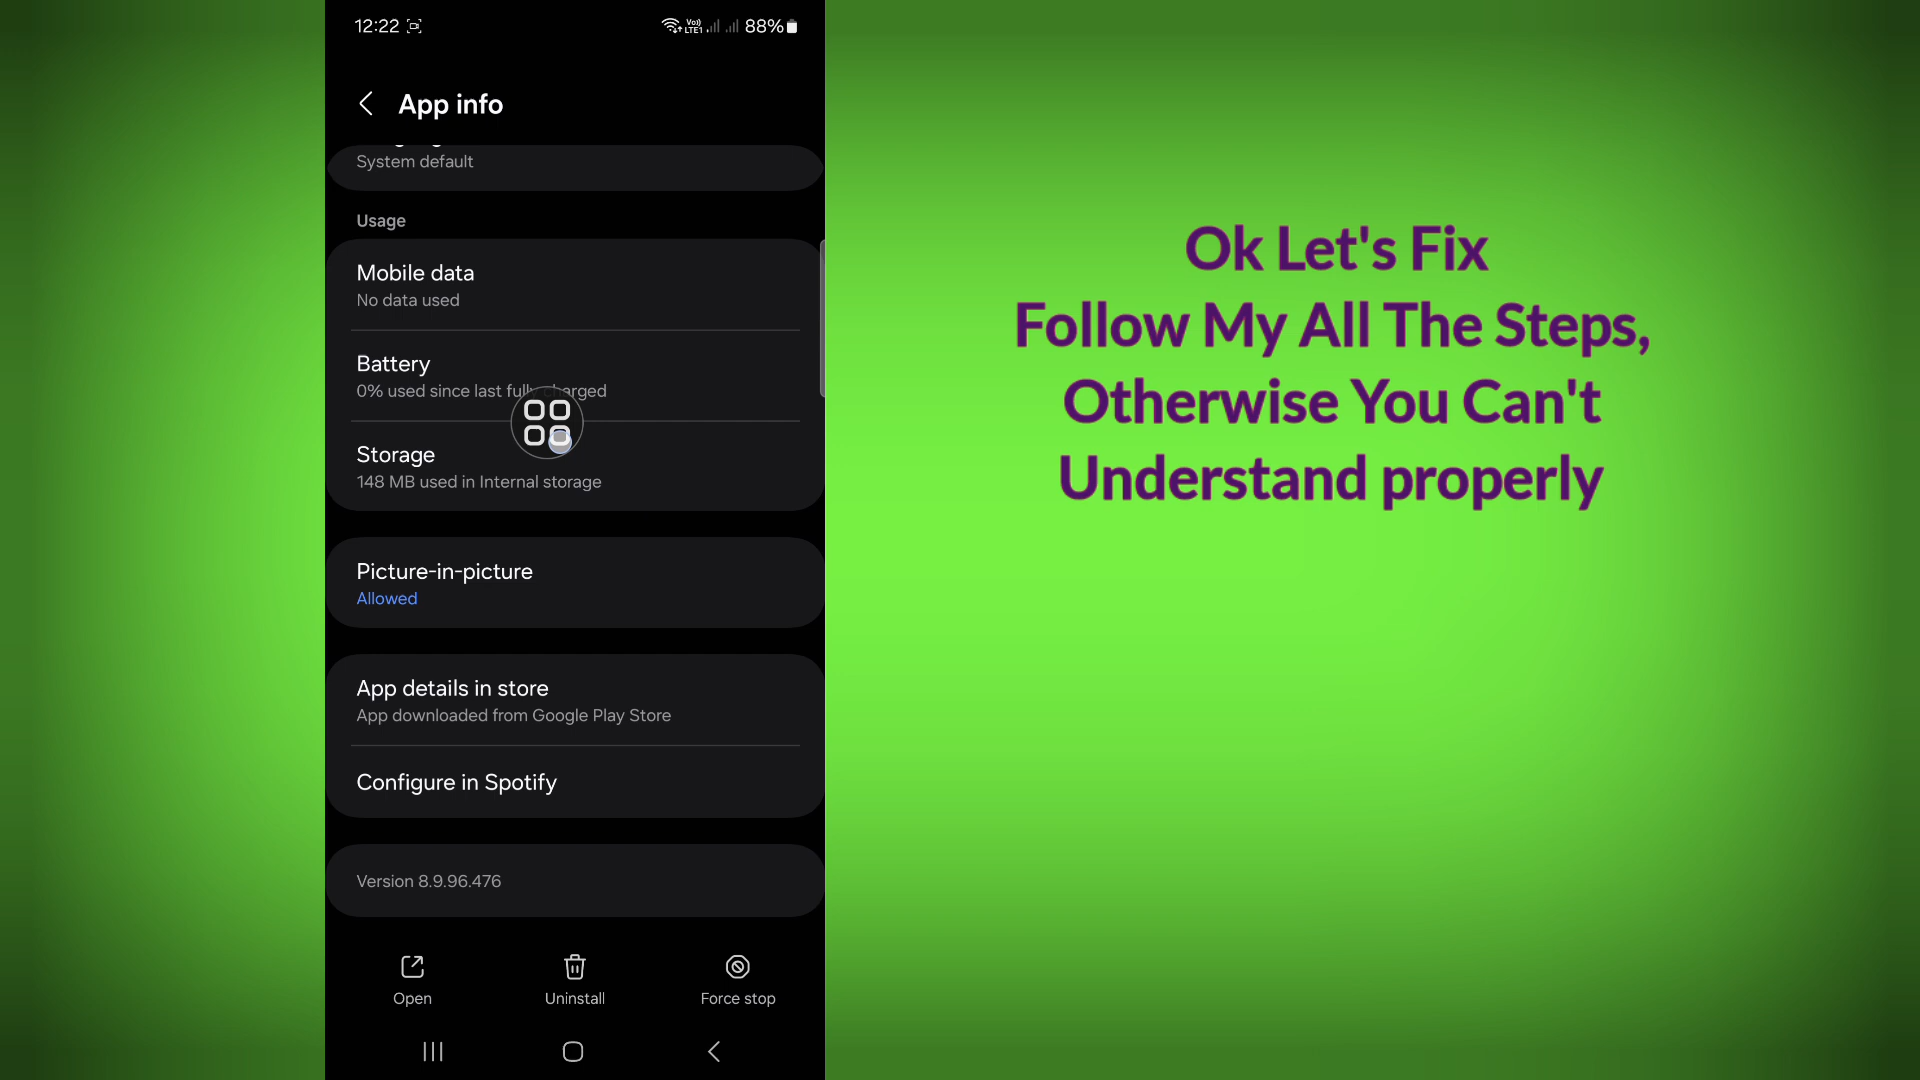 12:22
Vo))
LTE1
88%
App info
System default
Usage
Mobile data
No data used
Battery
0% used since last fully charged
Storage
148 MB used in Internal storage
Picture-in-picture
Allowed
App details in store
App downloaded from Google Play Store
Configure in Spotify
Version 8.9.96.476
Open
Uninstall
Force stop
Ok Let's Fix
Follow My All The Steps,
Otherwise You Can't
Understand properly